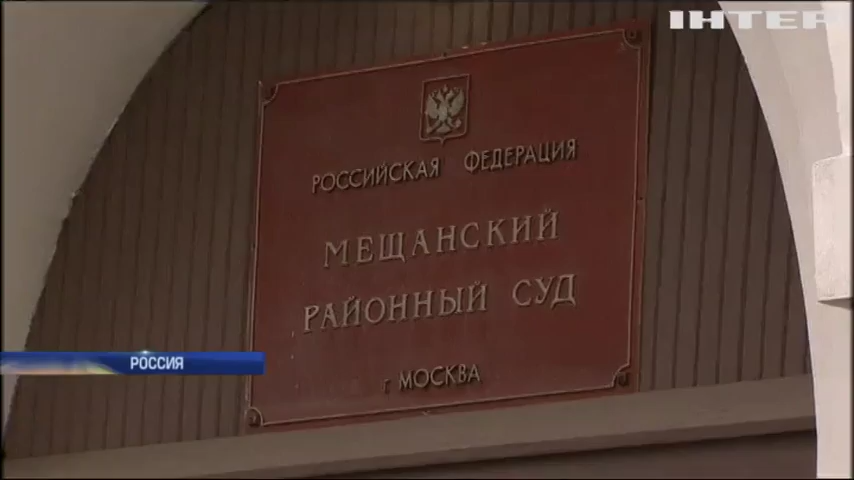 ІНТЕР
РОССИЙСКАЯ ФЕДЕРАЦИЯ
МЕЩАНСКИЙ
РАЙОННЫЙ СУД
г. МОСКВА
РОССИЯ